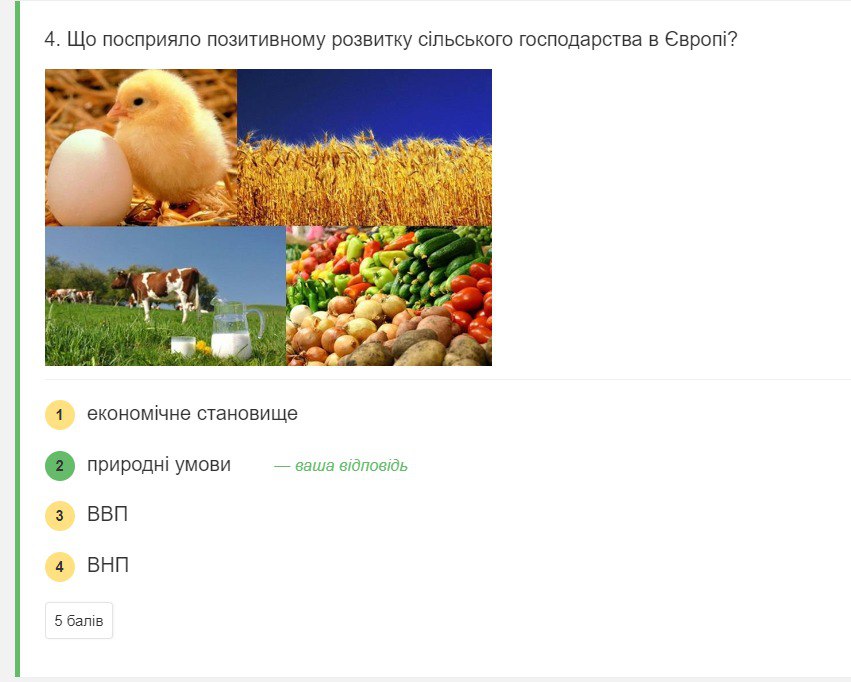 4. Що посприяло позитивному розвитку сільського господарства в Європі?
1 економічне становище
2 природні умови — ваша відповідь
3 ВВП
4 ВНП
5 балів